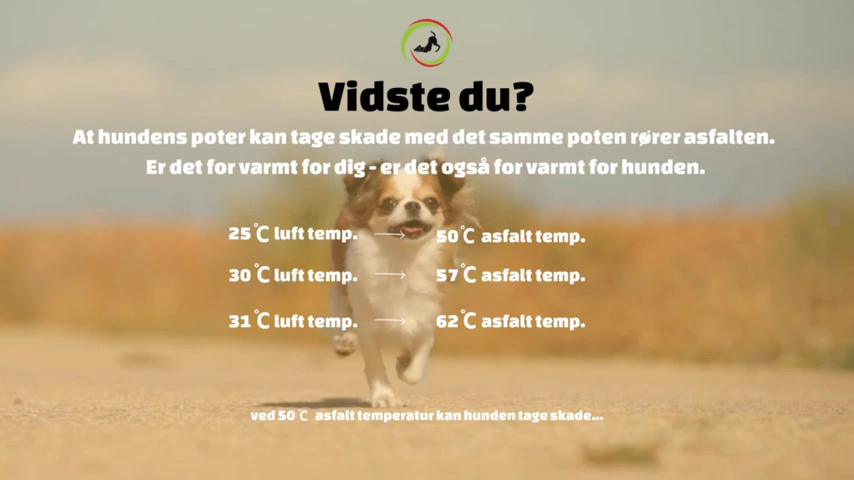 Vidste du?
At hundens poter kan tage skade med det samme poten rører asfalten.
Er det for varmt for dig - er det også for varmt for hunden.
25℃ luft temp. → 50℃ asfalt temp.
30℃ luft temp. → 57℃ asfalt temp.
31℃ luft temp. → 62℃ asfalt temp.
ved 50℃ asfalt temperatur kan hunden tage skade...